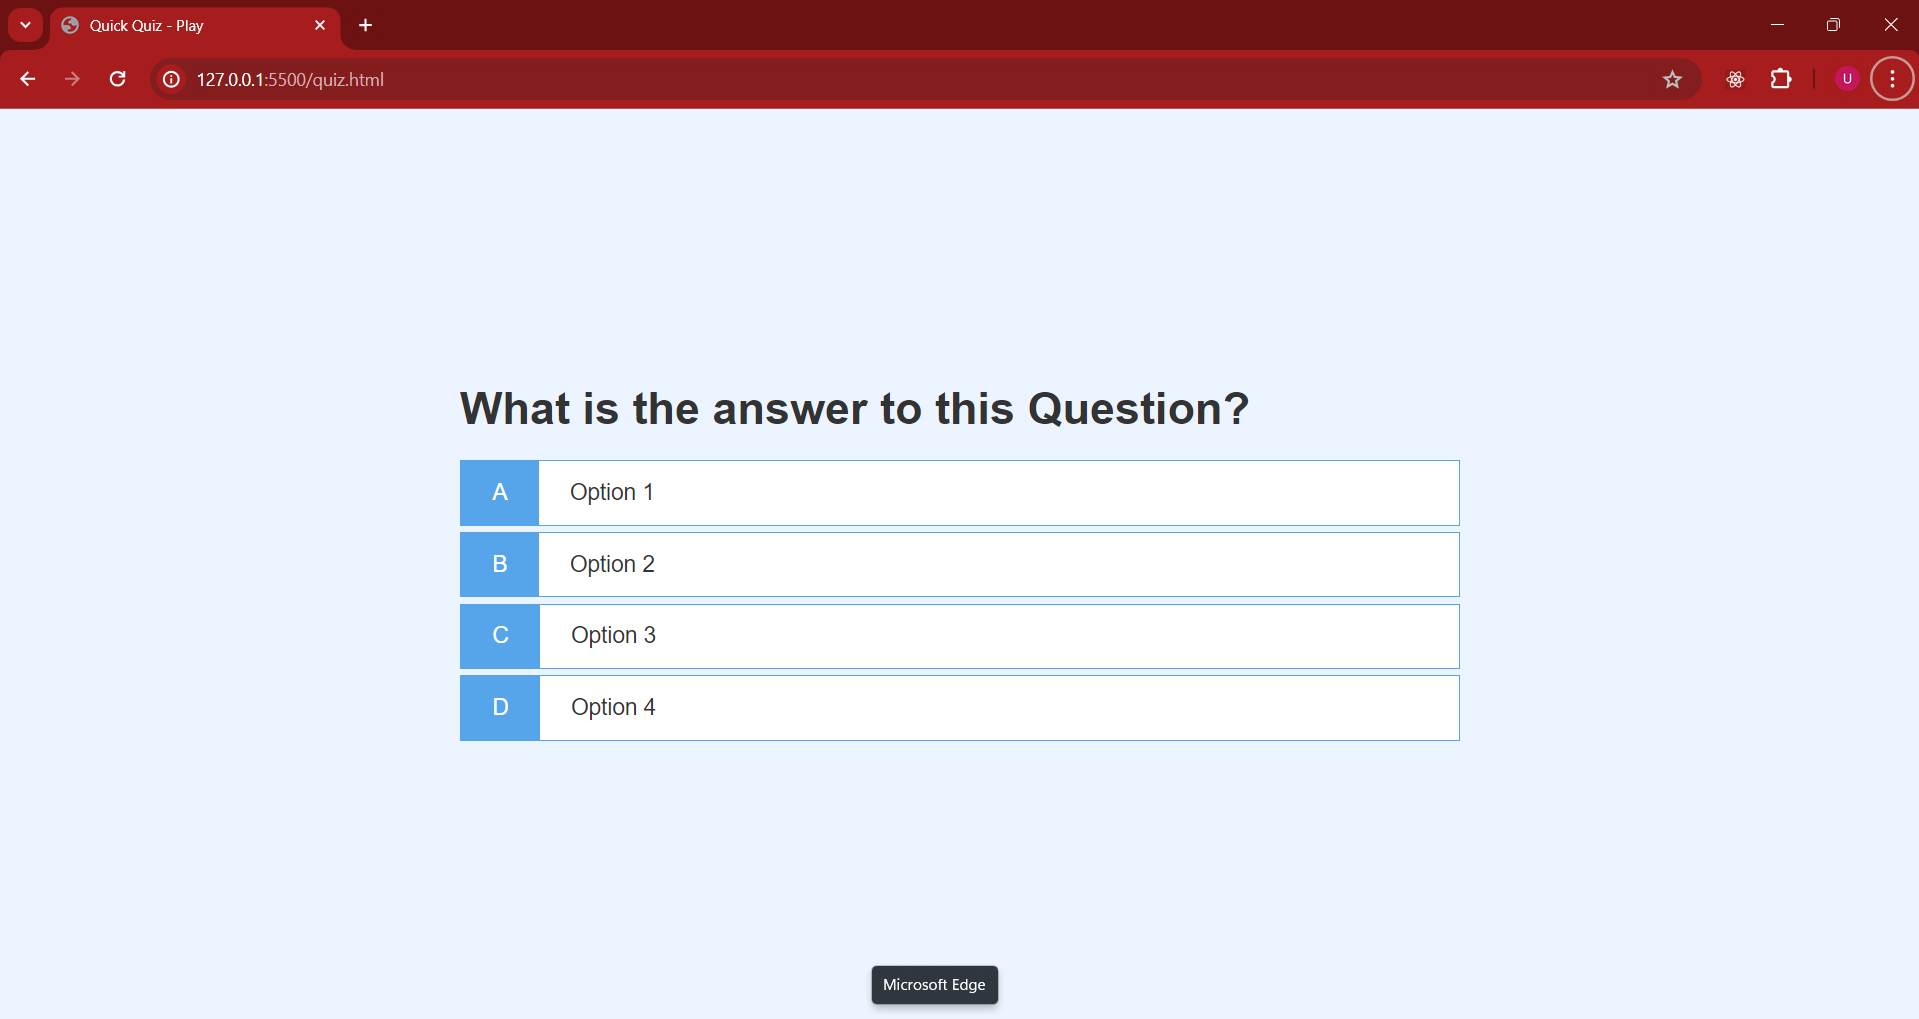 Quick Quiz - Play
127.0.0.1:5500/quiz.html
U
What is the answer to this Question?
A Option 1
B Option 2
C Option 3
D Option 4
Microsoft Edge